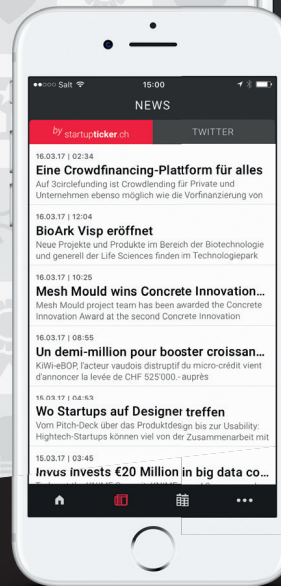 Salt 15:00
NEWS
by startupticker.ch TWITTER
16.03.17 | 02:34
Eine Crowdfinancing-Plattform für alles
Auf 3circlefunding ist Crowdlending für Private und
Unternehmen ebenso möglich wie die Vorfinanzierung von
16.03.17 | 12:04
BioArk Visp eröffnet
Neue Projekte und Produkte im Bereich der Biotechnologie
und generell der Life Sciences finden im Technologiepark
16.03.17 | 10:25
Mesh Mould wins Concrete Innovation...
Mesh Mould project team has been awarded the Concrete
Innovation Award at the second Concrete Innovation
16.03.17 | 08:55
Un demi-million pour booster croissan...
KiWi-eBOP, l'acteur vaudois distruptif du micro-crédit vient
d'annoncer la levée de CHF 525'000.- auprès
15.03.17 | 04:53
Wo Startups auf Designer treffen
Vom Pitch-Deck über das Produktdesign bis zur Usability:
Hightech-Startups können viel von der Zusammenarbeit mit
15.03.17 | 03:45
Invus invests €20 Million in big data co...